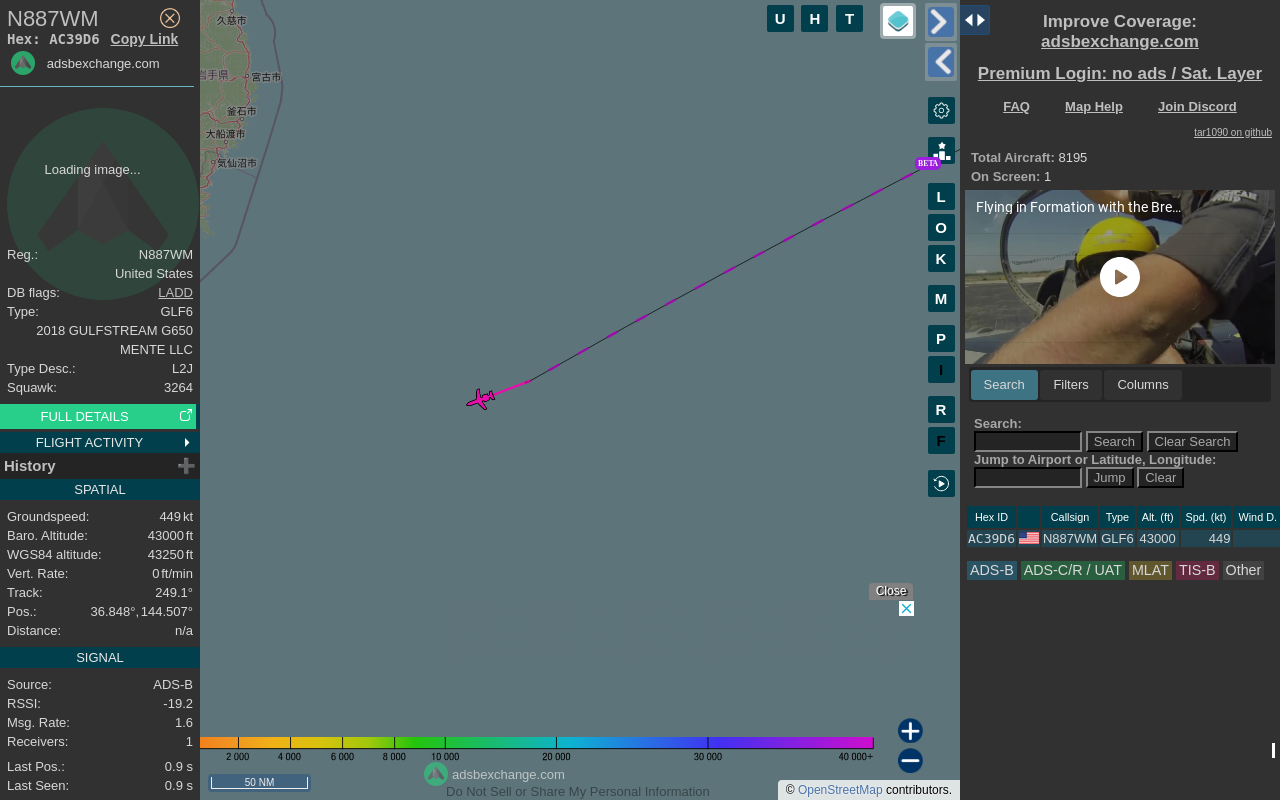 N887WM
Hex: AC39D6 Copy Link
adsbexchange.com
Loading image...
Reg.: N887WM
United States
DB flags: LADD
Type: GLF6
2018 GULFSTREAM G650
MENTE LLC
Type Desc.: L2J
Squawk: 3264
FULL DETAILS
FLIGHT ACTIVITY
History
SPATIAL
Groundspeed: 449 kt
Baro. Altitude: 43000 ft
WGS84 altitude: 43250 ft
Vert. Rate: 0 ft/min
Track: 249.1°
Pos.: 36.848°, 144.507°
Distance: n/a
SIGNAL
Source: ADS-B
RSSI: -19.2
Msg. Rate: 1.6
Receivers: 1
Last Pos.: 0.9 s
Last Seen: 0.9 s
久慈市
岩手県
宮古市
釜石市
大船渡市
気仙沼市
U H T
BETA
L
O
K
M
P
I
R
F
Close
2 000 4 000 6 000 8 000 10 000 20 000 30 000 40 000+
50 NM
adsbexchange.com
Do Not Sell or Share My Personal Information
© OpenStreetMap contributors.
Improve Coverage:
adsbexchange.com
Premium Login: no ads / Sat. Layer
FAQ Map Help Join Discord
tar1090 on github
Total Aircraft: 8195
On Screen: 1
Flying in Formation with the Bre...
Search Filters Columns
Search:
Search Clear Search
Jump to Airport or Latitude, Longitude:
Jump Clear
Hex ID Callsign Type Alt. (ft) Spd. (kt) Wind D.
AC39D6 N887WM GLF6 43000 449
ADS-B ADS-C/R / UAT MLAT TIS-B Other